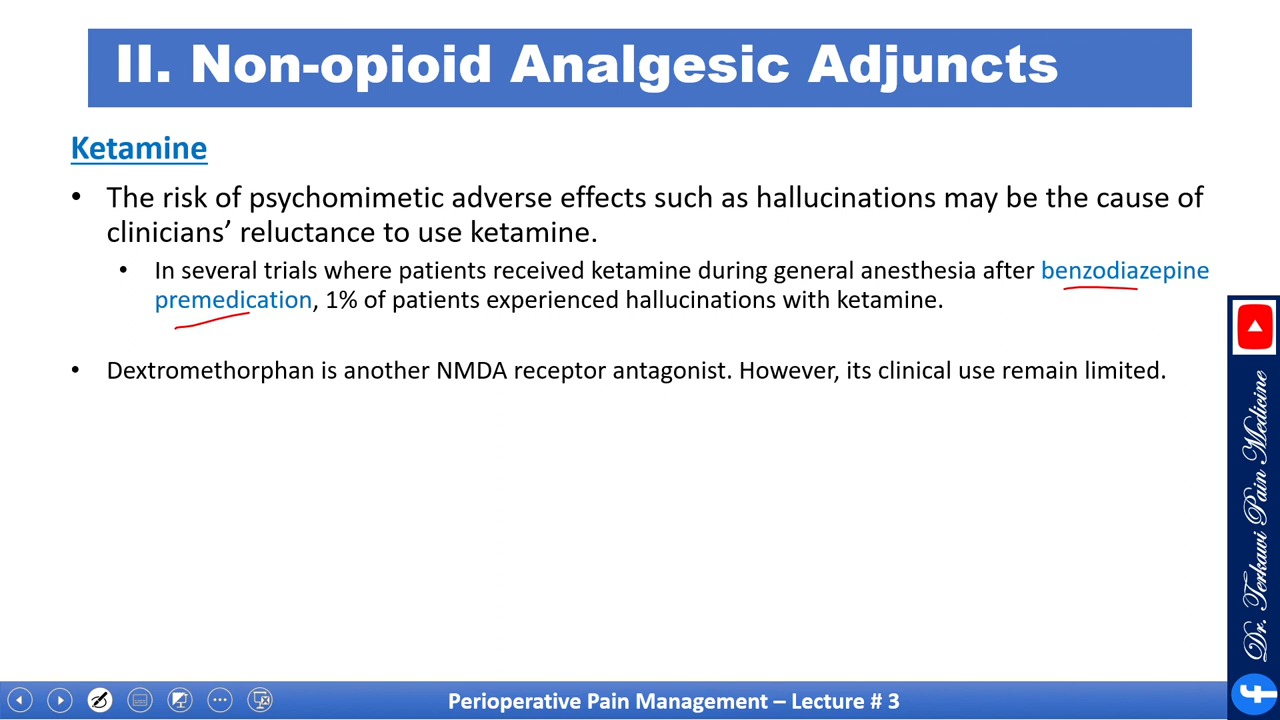 II. Non-opioid Analgesic Adjuncts
Ketamine
• The risk of psychomimetic adverse effects such as hallucinations may be the cause of
clinicians’ reluctance to use ketamine.
• In several trials where patients received ketamine during general anesthesia after benzodiazepine
premedication, 1% of patients experienced hallucinations with ketamine.
• Dextromethorphan is another NMDA receptor antagonist. However, its clinical use remain limited.
Dr. Terkawi Pain Medicine
Perioperative Pain Management – Lecture # 3